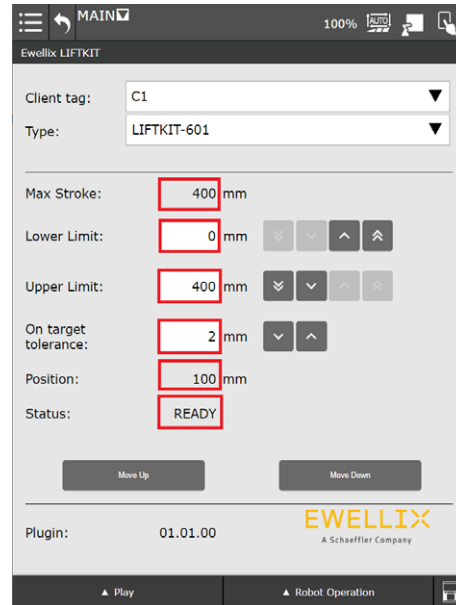 MAIN
100%
AUTO
Ewellix LIFTKIT
Client tag: C1
Type: LIFTKIT-601
Max Stroke: 400 mm
Lower Limit: 0 mm
Upper Limit: 400 mm
On target
tolerance: 2 mm
Position: 100 mm
Status: READY
Move Up Move Down
EWELLIX
A Schaeffler Company
Plugin: 01.01.00
▲ Play ▲ Robot Operation